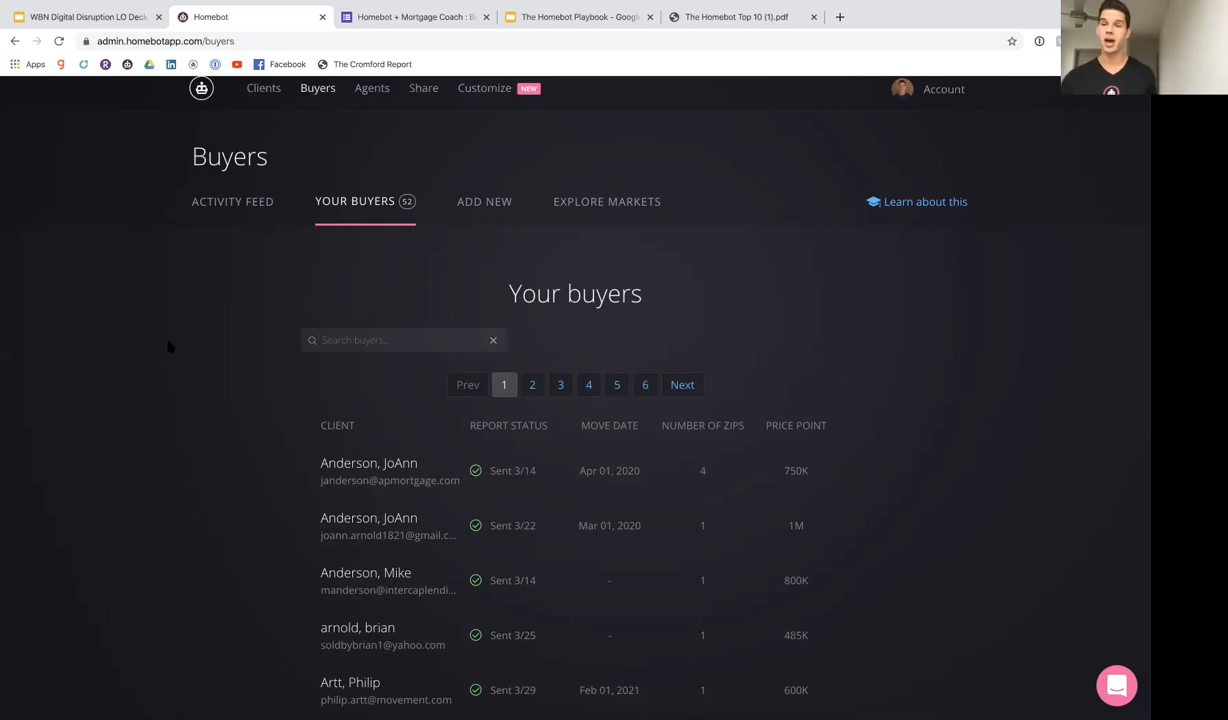 WBN Digital Disruption LO Deck
Homebot
Homebot + Mortgage Coach : B
The Homebot Playbook - Google
The Homebot Top 10 (1).pdf
admin.homebotapp.com/buyers
Apps
Facebook
The Cromford Report
Clients
Buyers
Agents
Share
Customize NEW
Account
Buyers
ACTIVITY FEED
YOUR BUYERS 52
ADD NEW
EXPLORE MARKETS
Learn about this
Your buyers
Search buyers...
Prev 1 2 3 4 5 6 Next
CLIENT REPORT STATUS MOVE DATE NUMBER OF ZIPS PRICE POINT
Anderson, JoAnn
janderson@apmortgage.com
Sent 3/14 Apr 01, 2020 4 750K
Anderson, JoAnn
joann.arnold1821@gmail.c...
Sent 3/22 Mar 01, 2020 1 1M
Anderson, Mike
manderson@intercaplendi...
Sent 3/14 - 1 800K
arnold, brian
soldbybrian1@yahoo.com
Sent 3/25 - 1 485K
Artt, Philip
philip.artt@movement.com
Sent 3/29 Feb 01, 2021 1 600K